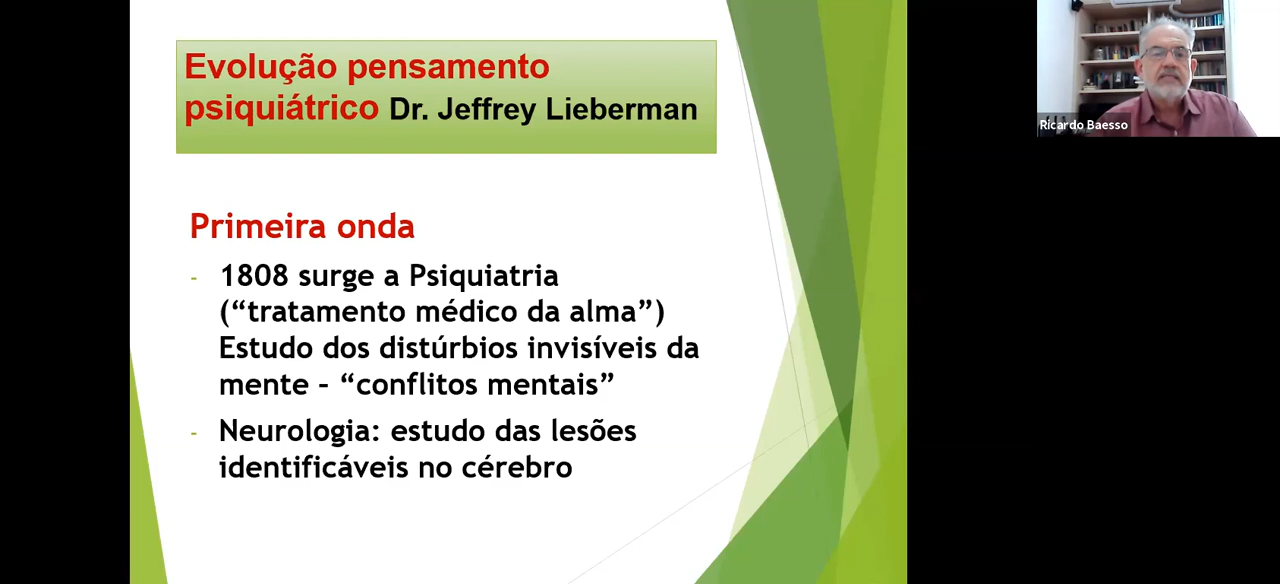 Evolução pensamento
psiquiátrico Dr. Jeffrey Lieberman
Primeira onda
- 1808 surge a Psiquiatria
(“tratamento médico da alma”)
Estudo dos distúrbios invisíveis da
mente – “conflitos mentais”
- Neurologia: estudo das lesões
identificáveis no cérebro
Ricardo Baesso